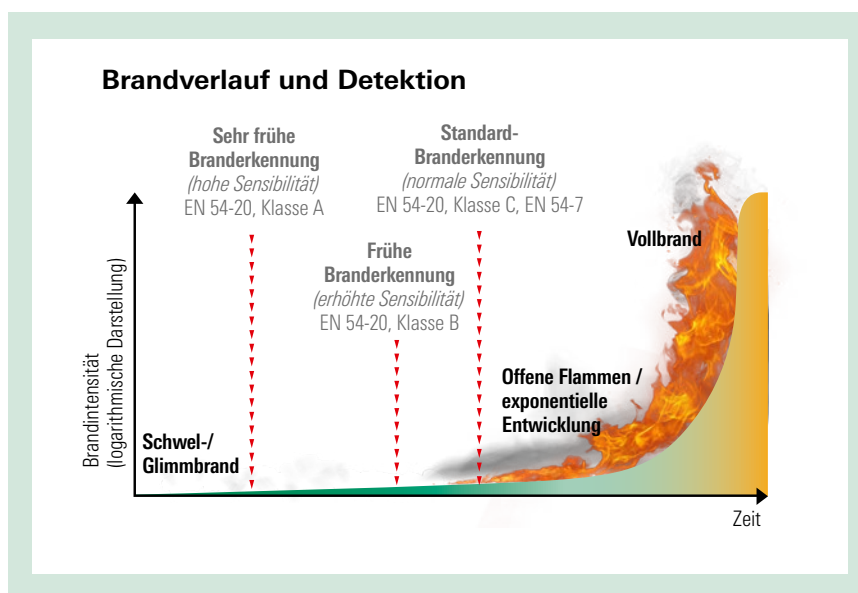 Brandverlauf und Detektion
Sehr frühe
Branderkennung
(hohe Sensibilität)
EN 54-20, Klasse A
Standard-
Branderkennung
(normale Sensibilität)
EN 54-20, Klasse C, EN 54-7
Frühe
Branderkennung
(erhöhte Sensibilität)
EN 54-20, Klasse B
Vollbrand
Offene Flammen /
exponentielle
Entwicklung
Schwel-/
Glimmbrand
Brandintensität
(logarithmische Darstellung)
Zeit